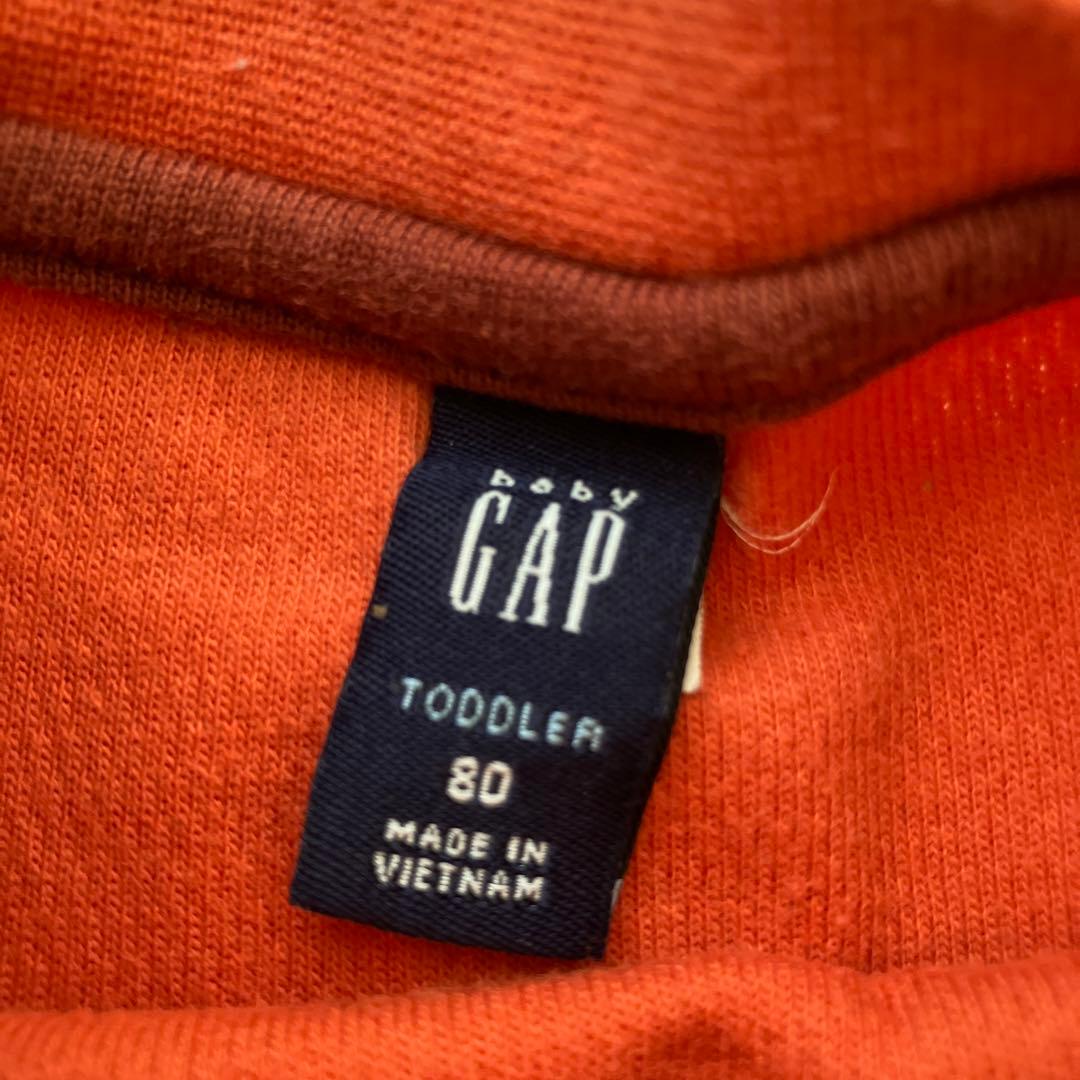 baby
GAP
TODDLER
80
MADE IN
VIETNAM